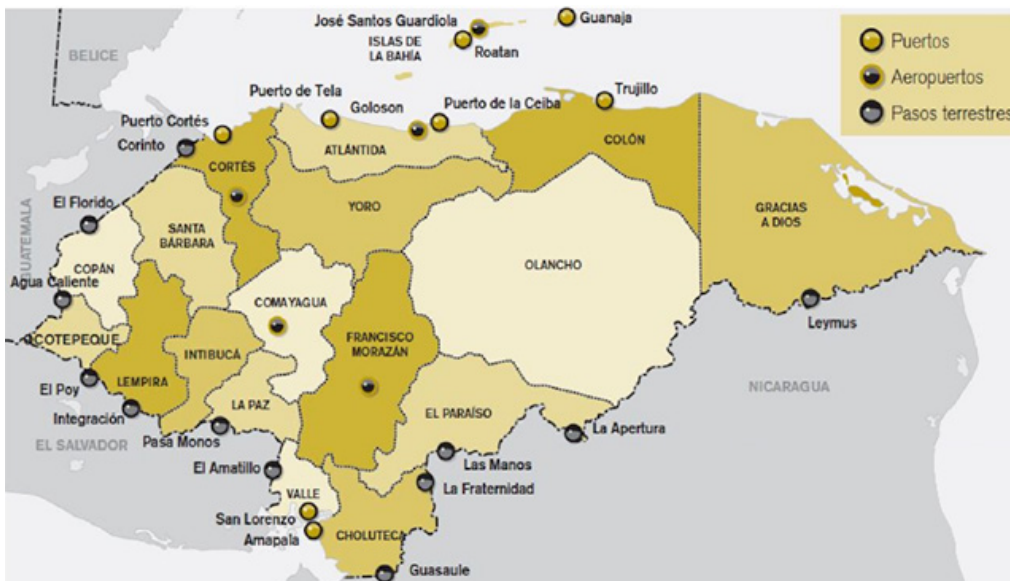 José Santos Guardiola
Guanaja
ISLAS DE
LA BAHÍA
Roatan
Puertos
Aeropuertos
Pasos terrestres
BELICE
Puerto de Tela
Goloson
Puerto de la Ceiba
Trujillo
Puerto Cortés
Corinto
CORTÉS
ATLÁNTIDA
COLÓN
El Florido
GUATEMALA
SANTA
BÁRBARA
YORO
GRACIAS
A DIOS
COPÁN
Agua Caliente
OLANCHO
COMAYAGUA
Leymus
OCOTEPEQUE
INTIBUCÁ
FRANCISCO
MORAZÁN
El Poy
LEMPIRA
NICARAGUA
LA PAZ
EL PARAÍSO
Integración
Pasa Monos
La Apertura
EL SALVADOR
El Amatillo
Las Manos
La Fraternidad
VALLE
San Lorenzo
Amapala
CHOLUTECA
Guasaule